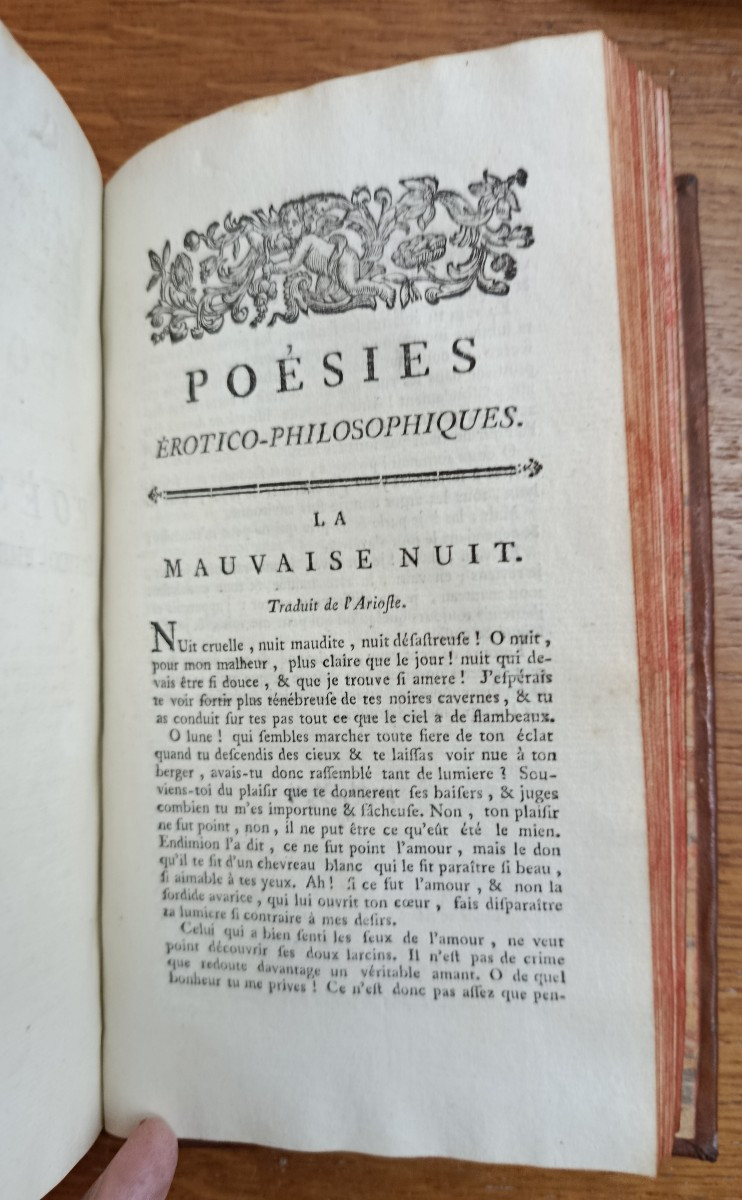 POÉSIES
ÉROTICO-PHILOSOPHIQUES.
LA
MAUVAISE NUIT.
Traduit de l'Arioſte.
NUit cruelle, nuit maudite, nuit déſaſtreuſe ! O nuit,
pour mon malheur, plus claire que le jour ! nuit qui de-
vais être ſi douce, & que je trouve ſi amere ! J'eſpérais
te voir ſortir plus ténébreuſe de tes noires cavernes, & tu
as conduit ſur tes pas tout ce que le ciel a de flambeaux.
O lune ! qui ſembles marcher toute fiere de ton éclat
quand tu deſcendis des cieux & te laiſſas voir nue à ton
berger, avais-tu donc raſſemblé tant de lumiere ? Sou-
viens-toi du plaiſir que te donnerent ſes baiſers, & juges
combien tu m'es importune & fâcheuſe. Non, ton plaiſir
ne fut point, non, il ne put être ce qu'eût été le mien.
Endimion l'a dit, ce ne fut point l'amour, mais le don
qu'il te fit d'un chevreau blanc qui le fit paraître ſi beau,
ſi aimable à tes yeux. Ah ! ſi ce fut l'amour, & non la
ſordide avarice, qui lui ouvrit ton cœur, fais diſparaître
ta lumiere ſi contraire à mes deſirs.
Celui qui a bien ſenti les feux de l'amour, ne veut
point découvrir ſes doux larcins. Il n'eſt pas de crime
que redoute davantage un véritable amant. O de quel
bonheur tu me prives ! Ce n'eſt donc pas aſſez que pen-